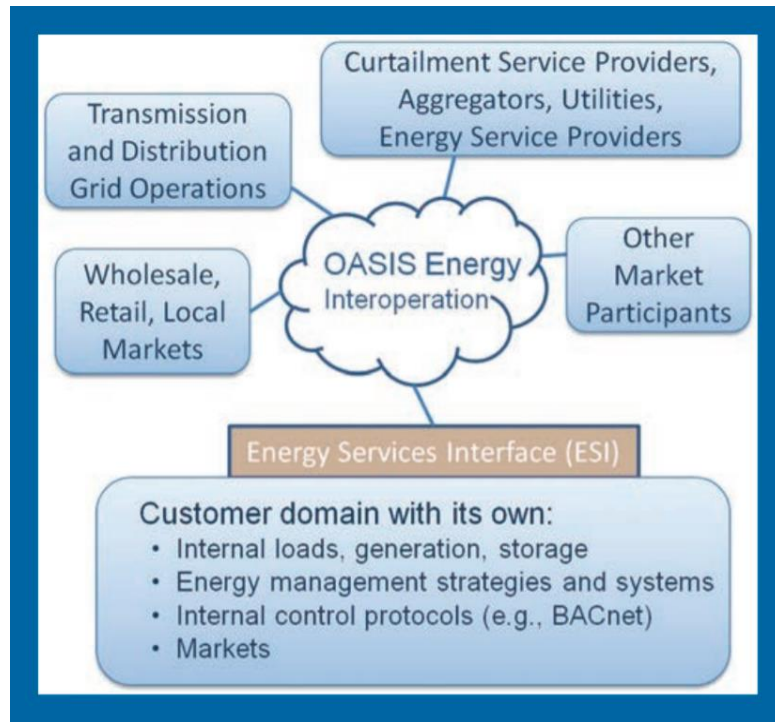 Curtailment Service Providers,
Aggregators, Utilities,
Energy Service Providers
Transmission
and Distribution
Grid Operations
OASIS Energy
Interoperation
Other
Market
Participants
Wholesale,
Retail, Local
Markets
Energy Services Interface (ESI)
Customer domain with its own:
• Internal loads, generation, storage
• Energy management strategies and systems
• Internal control protocols (e.g., BACnet)
• Markets